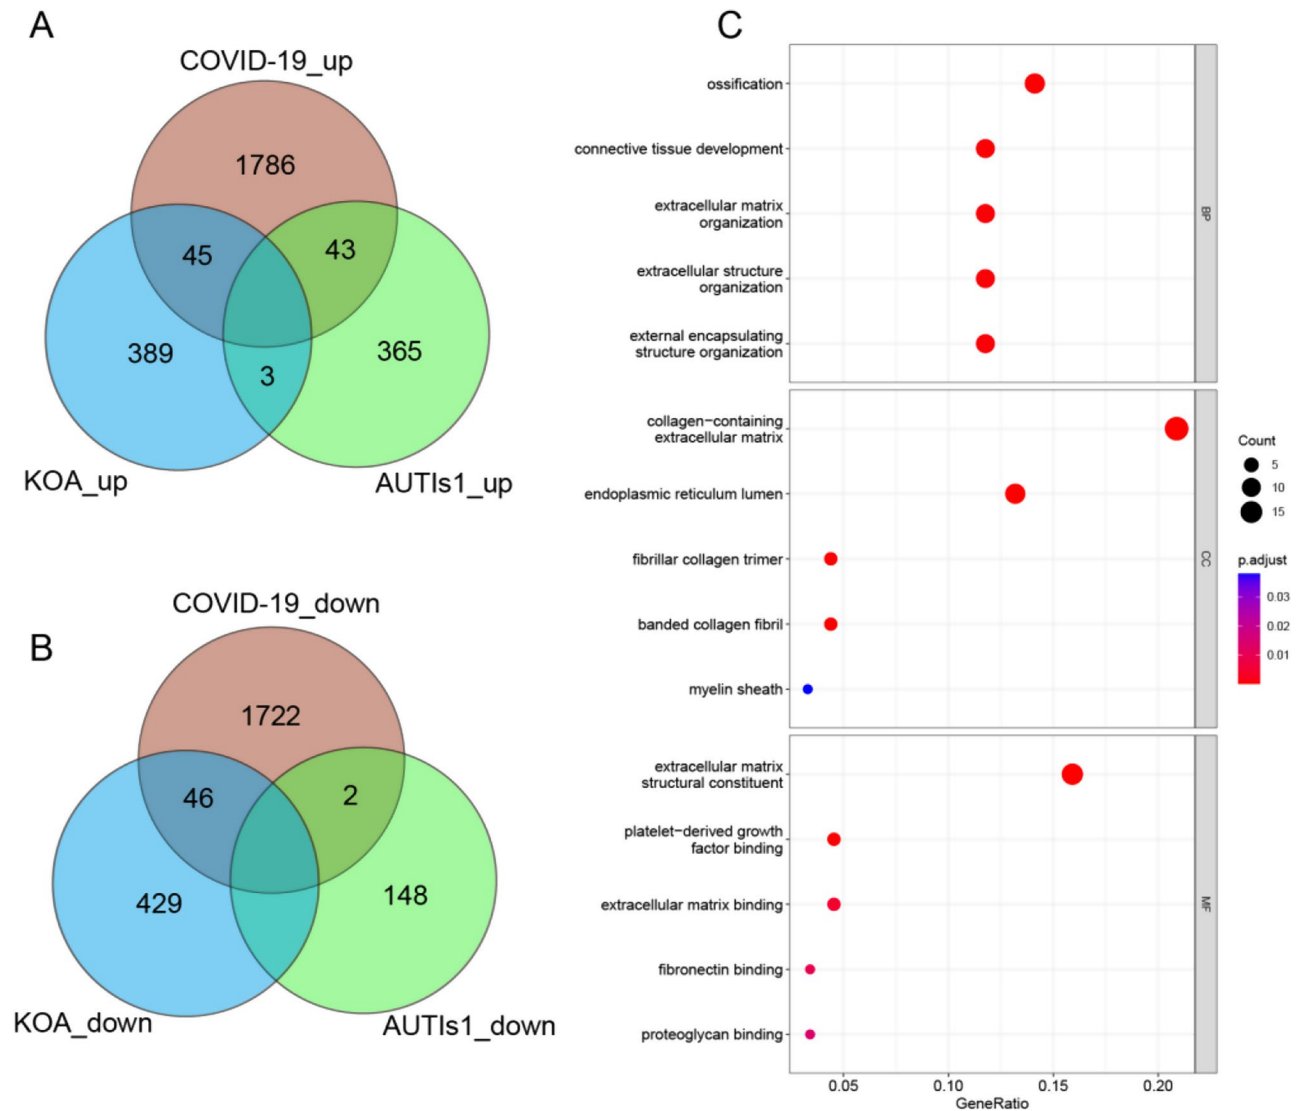 A
COVID-19_up
1786
45
43
389
3
365
KOA_up
AUTIs1_up
B
COVID-19_down
1722
46
2
429
148
KOA_down
AUTIs1_down
C
ossification
connective tissue development
extracellular matrix
organization
extracellular structure
organization
external encapsulating
structure organization
BP
collagen−containing
extracellular matrix
endoplasmic reticulum lumen
fibrillar collagen trimer
banded collagen fibril
myelin sheath
CC
extracellular matrix
structural constituent
platelet−derived growth
factor binding
extracellular matrix binding
fibronectin binding
proteoglycan binding
MF
0.05 0.10 0.15 0.20
GeneRatio
Count
5
10
15
p.adjust
0.03
0.02
0.01